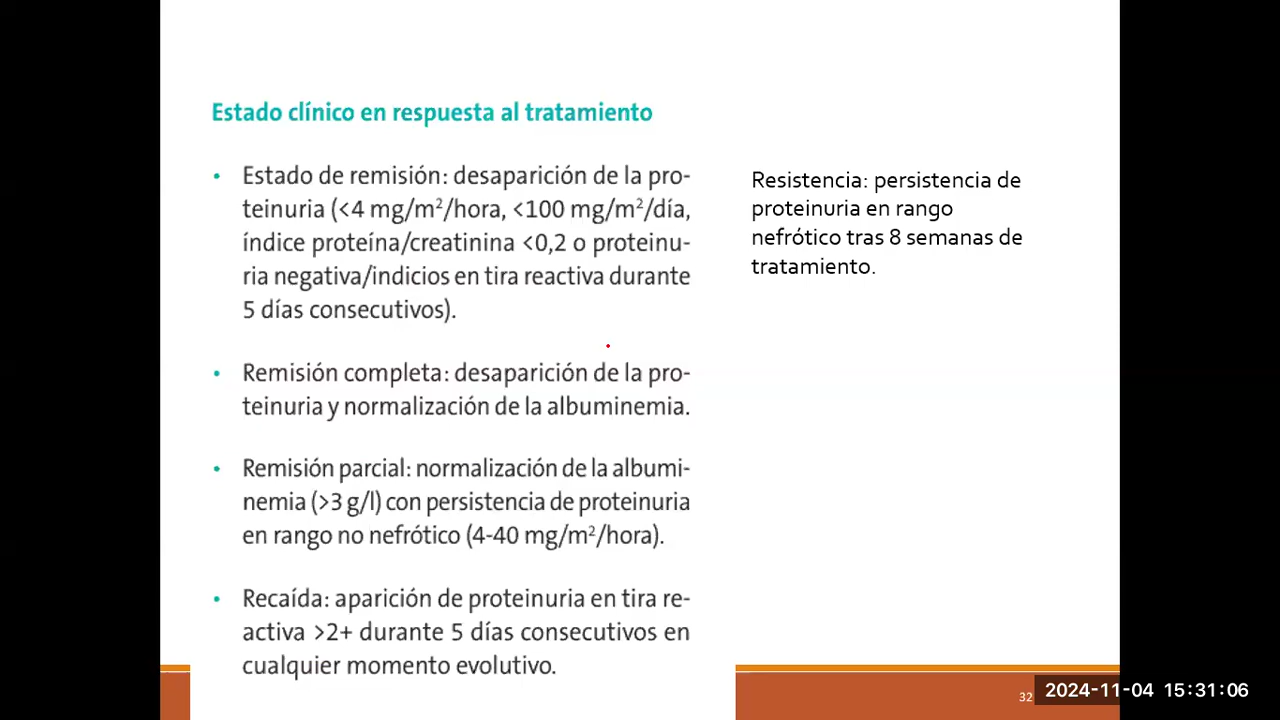 Estado clínico en respuesta al tratamiento
• Estado de remisión: desaparición de la pro-
teinuria (<4 mg/m²/hora, <100 mg/m²/día,
índice proteína/creatinina <0,2 o proteinu-
ria negativa/indicios en tira reactiva durante
5 días consecutivos).
• Remisión completa: desaparición de la pro-
teinuria y normalización de la albuminemia.
• Remisión parcial: normalización de la albumi-
nemia (>3 g/l) con persistencia de proteinuria
en rango no nefrótico (4-40 mg/m²/hora).
• Recaída: aparición de proteinuria en tira re-
activa >2+ durante 5 días consecutivos en
cualquier momento evolutivo.
Resistencia: persistencia de
proteinuria en rango
nefrótico tras 8 semanas de
tratamiento.
32
2024-11-04 15:31:06